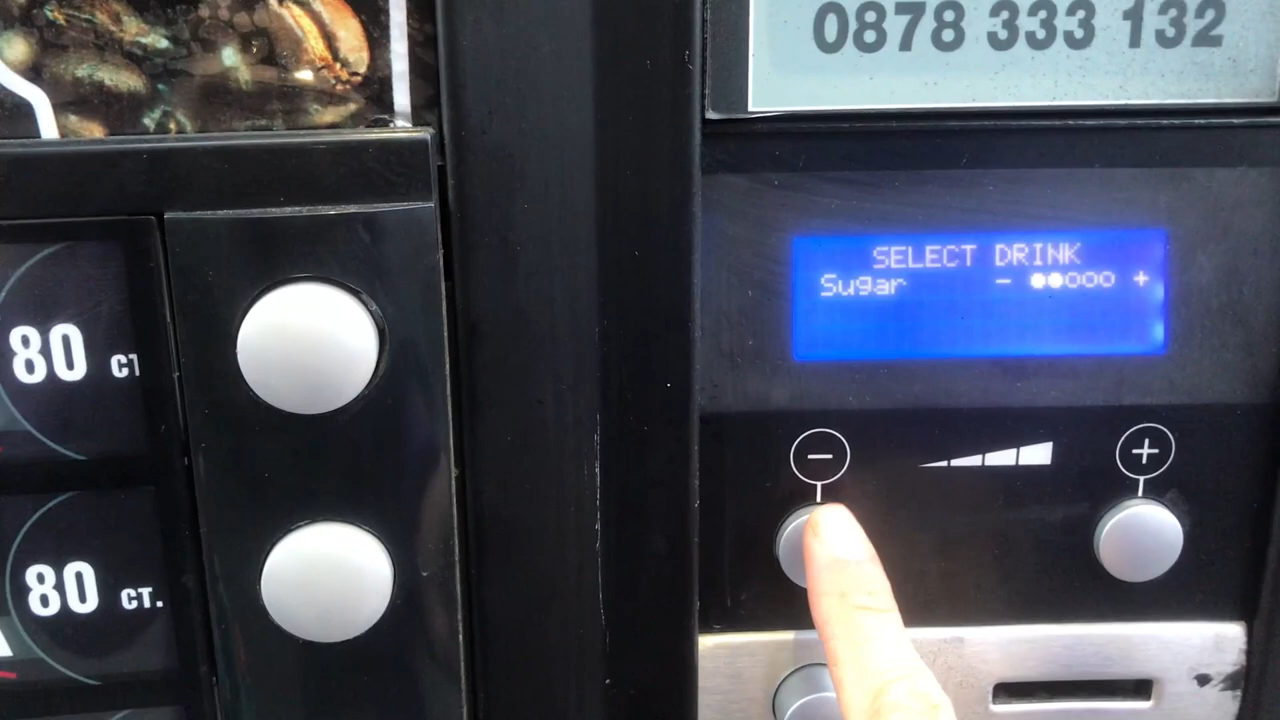 0878 333 132
SELECT DRINK
Sugar - ●●○○○ +
− +
80 ст
80 ст.